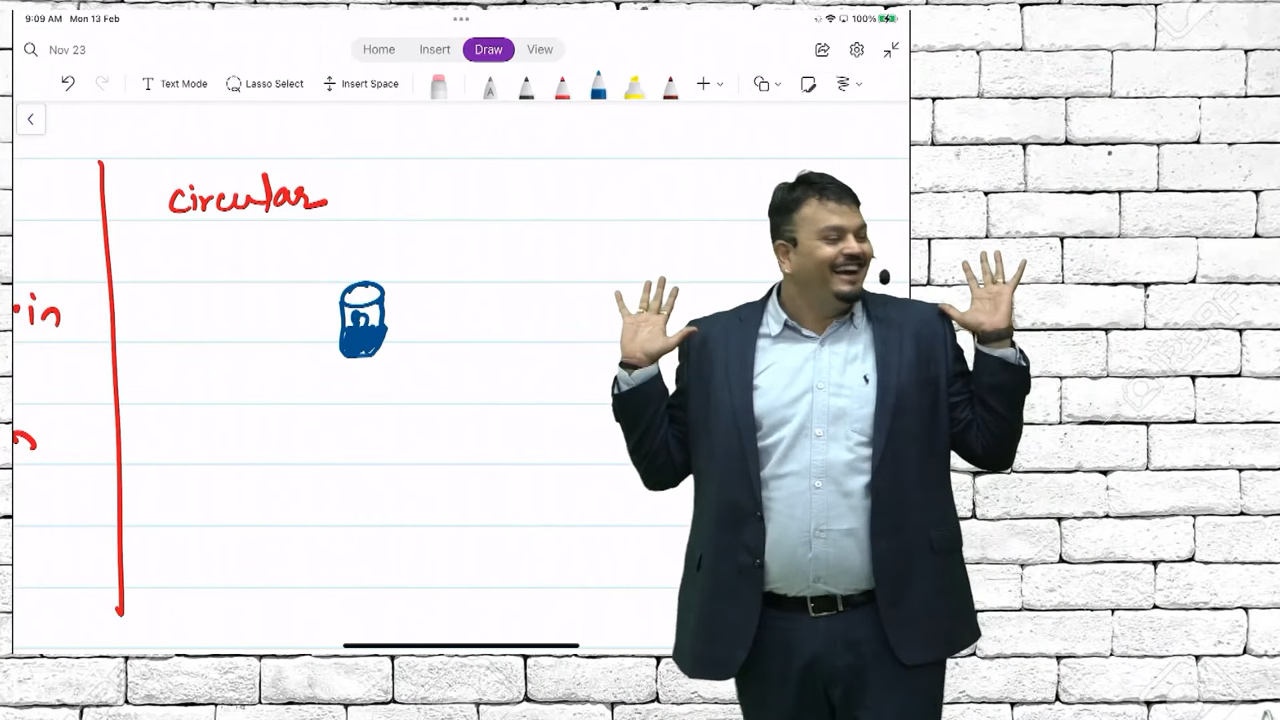 9:09 AM Mon 13 Feb
100%
Nov 23
Home Insert Draw View
Text Mode Lasso Select Insert Space
circular
in